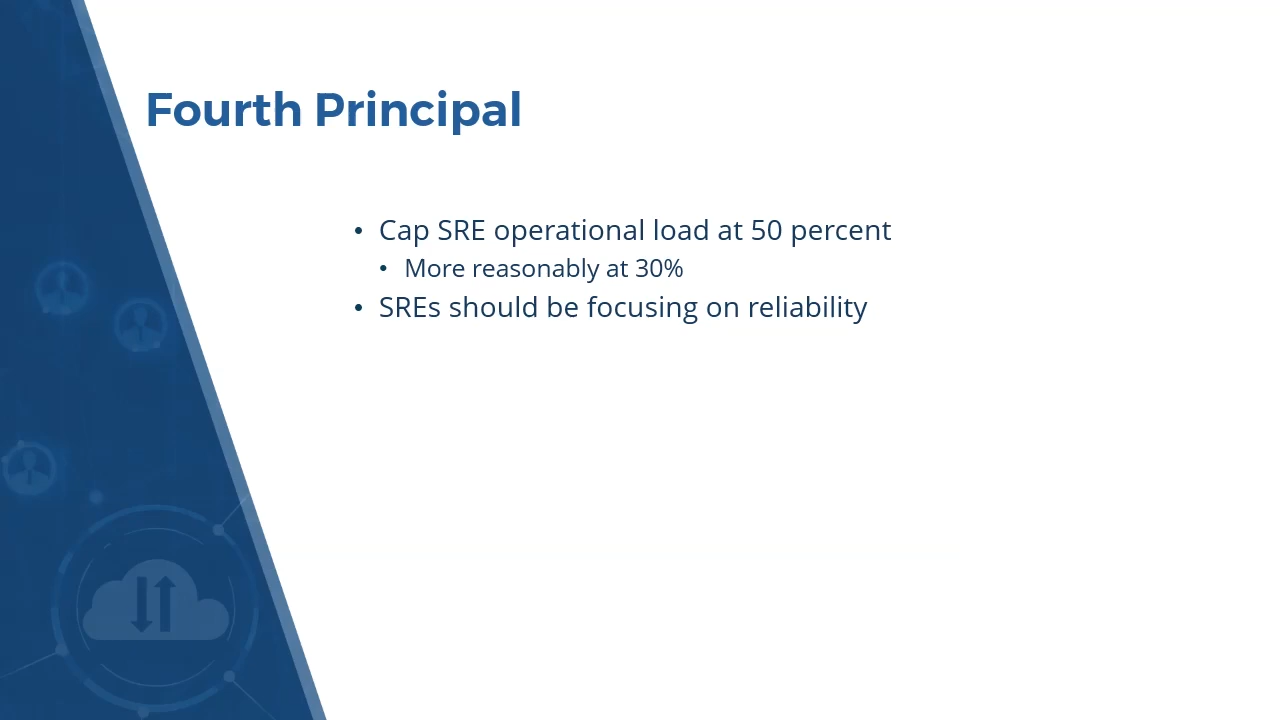 Fourth Principal
• Cap SRE operational load at 50 percent
• More reasonably at 30%
• SREs should be focusing on reliability